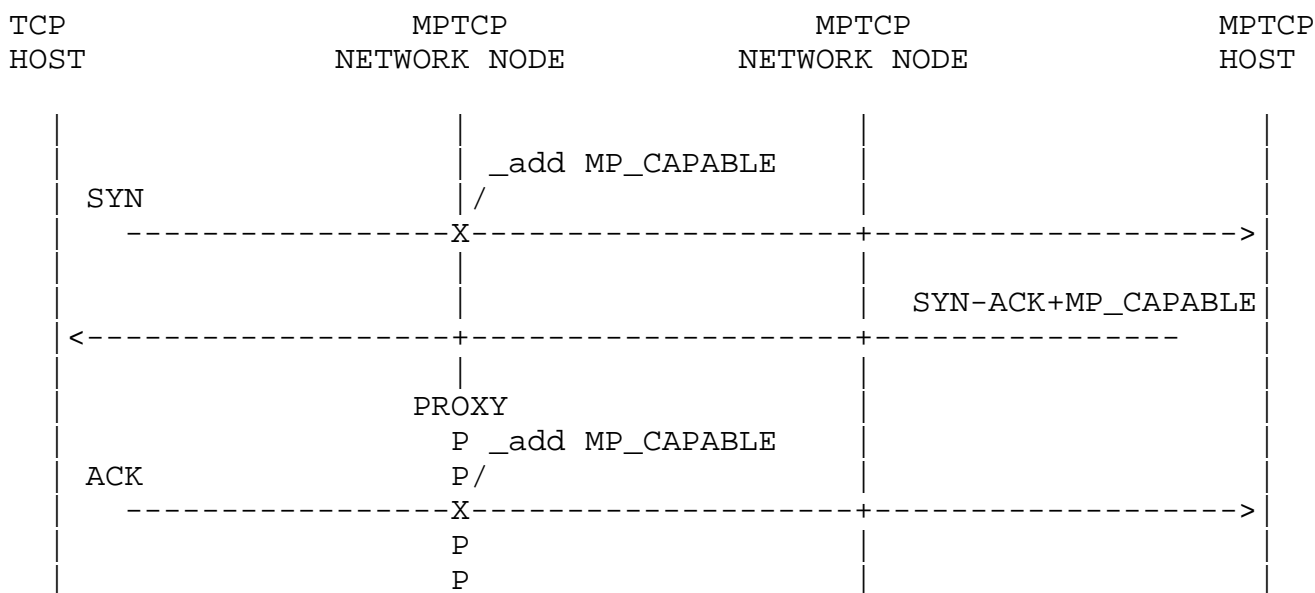 TCP MPTCP MPTCP MPTCP
HOST NETWORK NODE NETWORK NODE HOST
_add MP_CAPABLE
SYN
X
SYN-ACK+MP_CAPABLE
PROXY
P _add MP_CAPABLE
ACK P
X
P
P